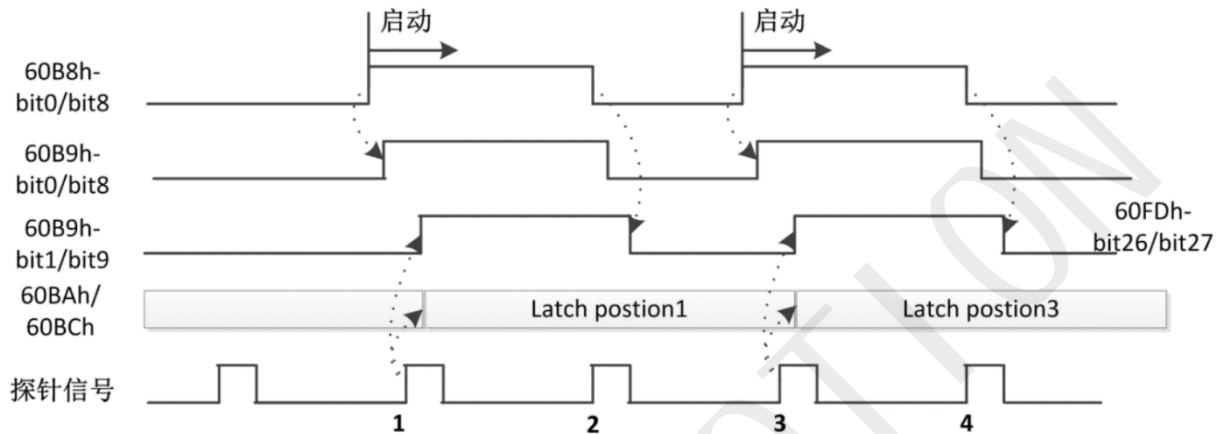 启动
启动
60B8h-
bit0/bit8
60B9h-
bit0/bit8
60B9h-
bit1/bit9
60FDh-
bit26/bit27
60BAh/
60BCh
Latch postion1
Latch postion3
探针信号
1
2
3
4